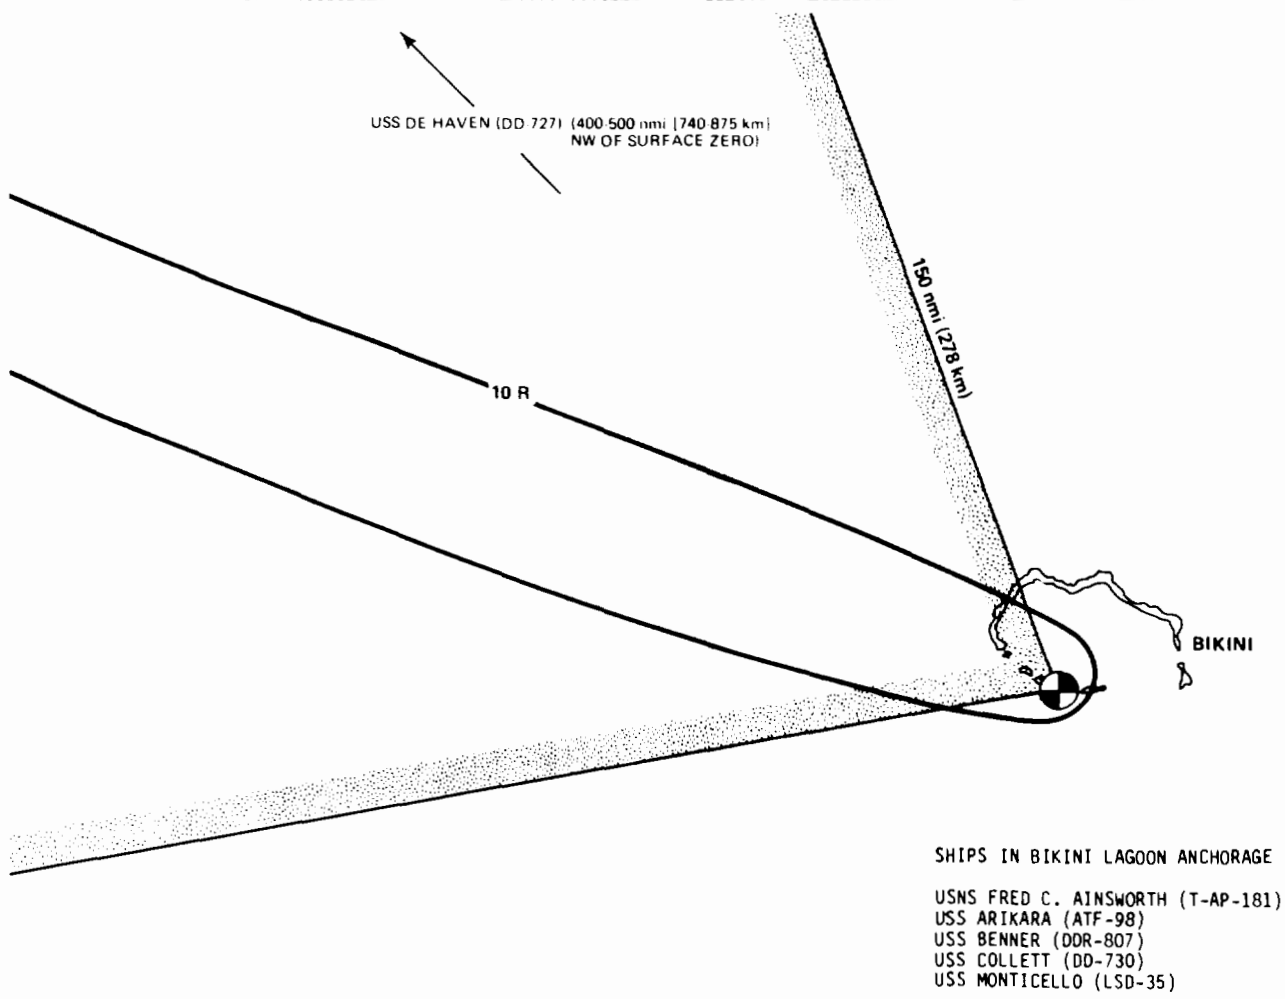 USS DE HAVEN (DD-727) (400-500 nmi [740-875 km]
NW OF SURFACE ZERO)
150 nmi (278 km)
10 R
BIKINI
SHIPS IN BIKINI LAGOON ANCHORAGE
USNS FRED C. AINSWORTH (T-AP-181)
USS ARIKARA (ATF-98)
USS BENNER (DDR-807)
USS COLLETT (DD-730)
USS MONTICELLO (LSD-35)